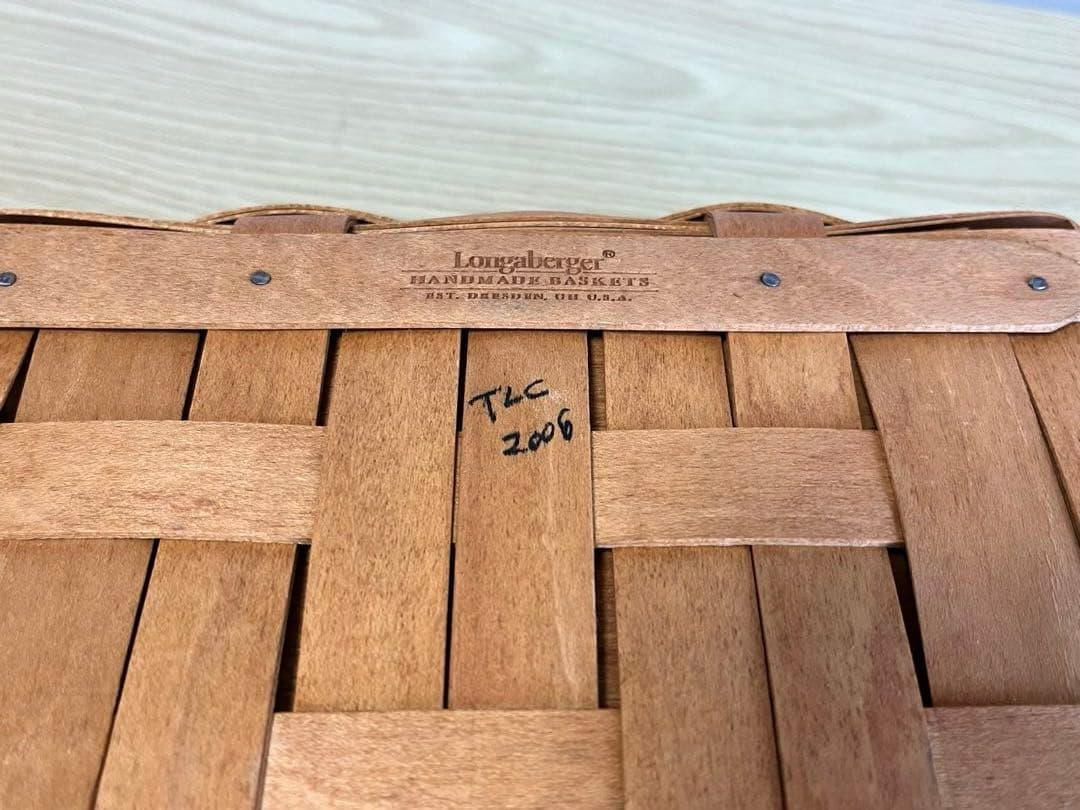 Longaberger®
HANDMADE BASKETS
EST. DRESDEN, OH U.S.A.
TLC
2006